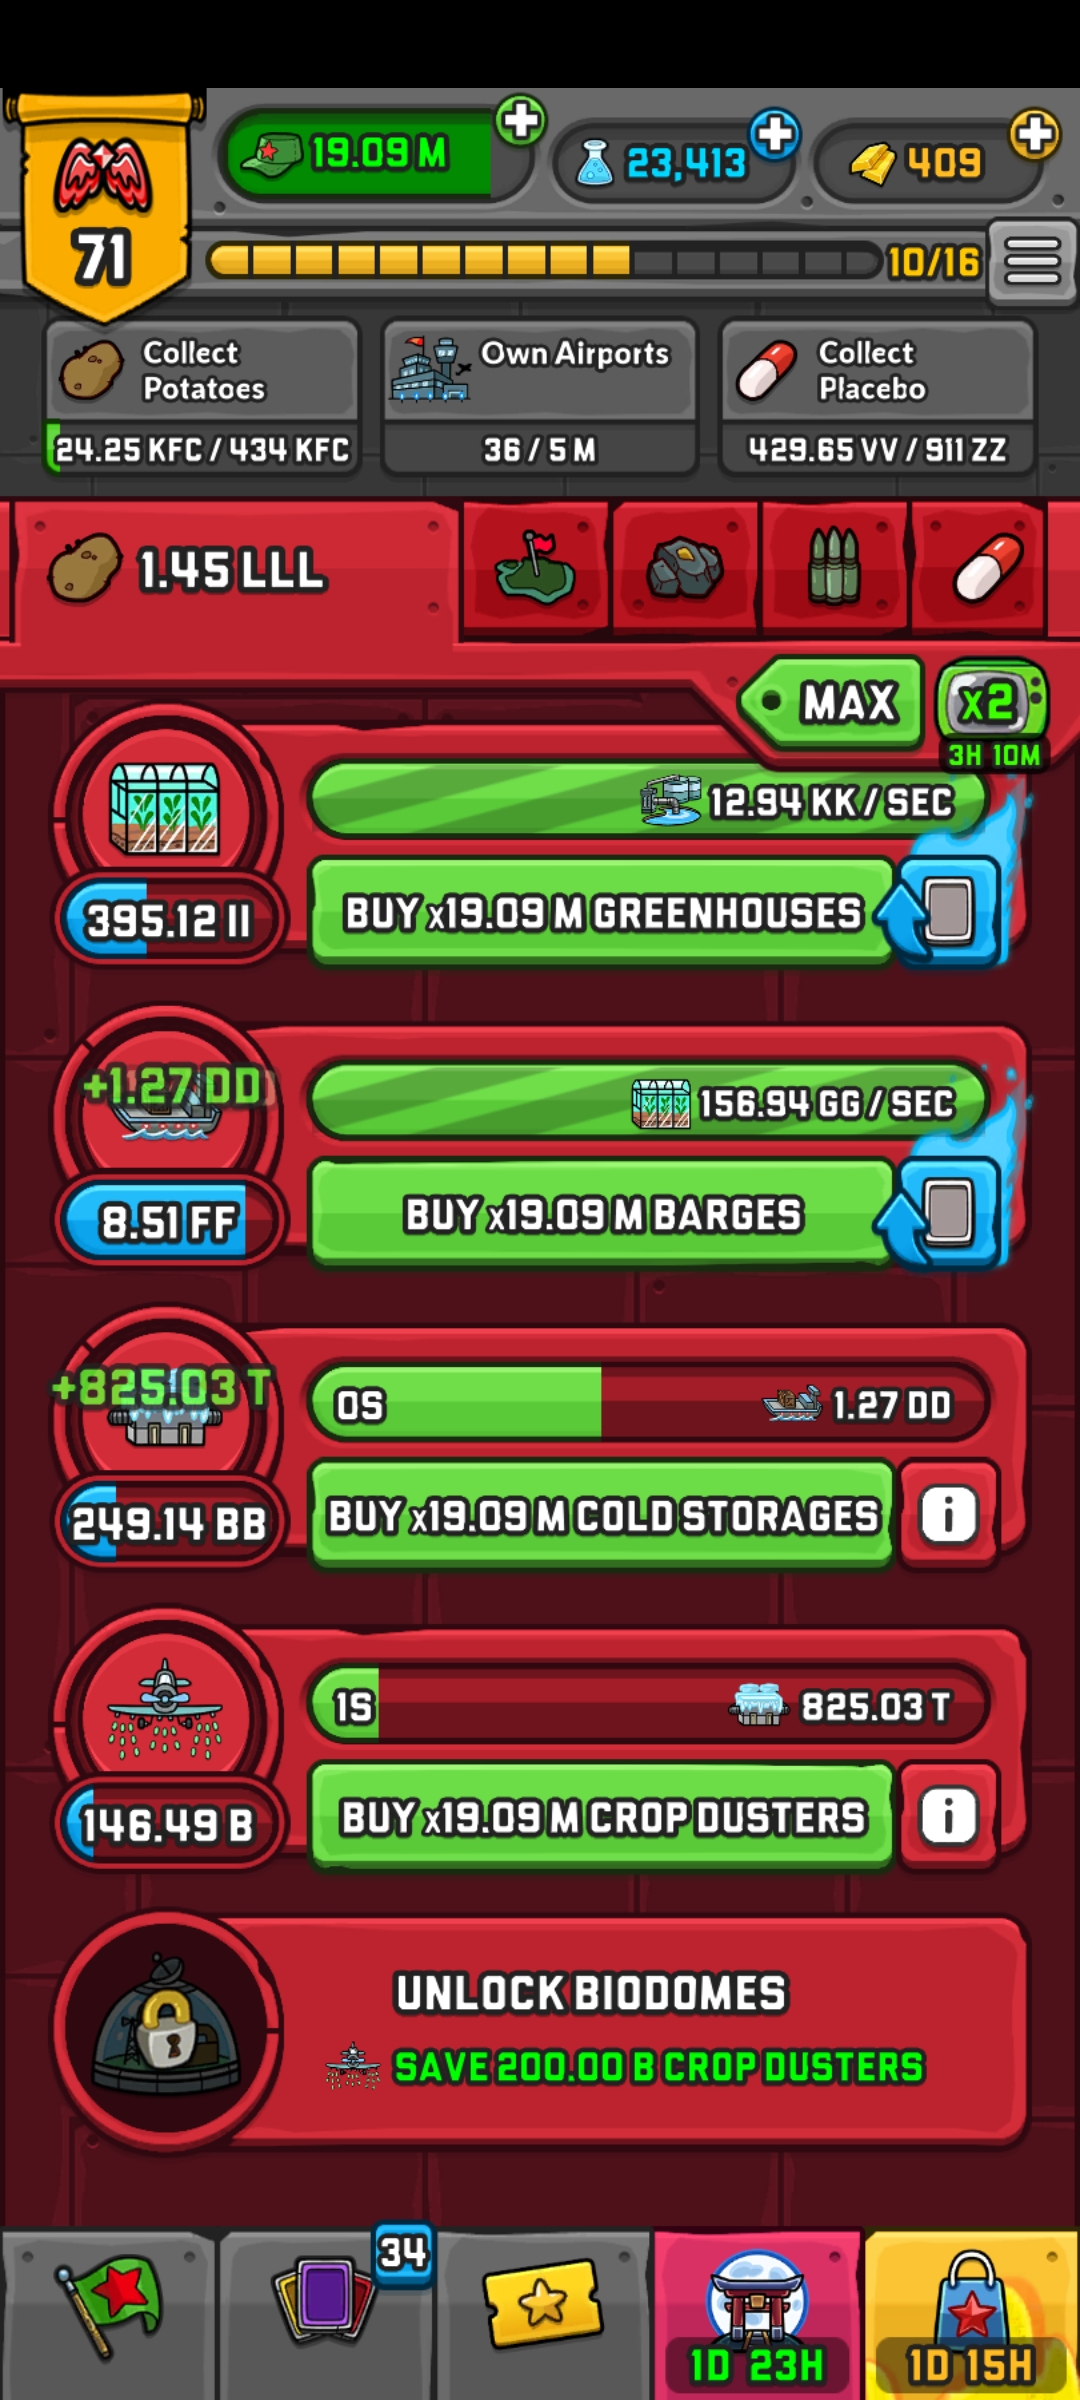 71
19.09 M
23,413
409
10/16
Collect
Potatoes
24.25 KFC / 434 KFC
Own Airports
36 / 5 M
Collect
Placebo
429.65 VV / 911 ZZ
1.45 LLL
MAX
x2
3H 10M
12.94 KK / SEC
395.12 II
BUY x19.09 M GREENHOUSES
+1.27 DD
156.94 GG / SEC
8.51 FF
BUY x19.09 M BARGES
+825.03 T
0S
1.27 DD
249.14 BB
BUY x19.09 M COLD STORAGES
i
1S
825.03 T
146.49 B
BUY x19.09 M CROP DUSTERS
i
UNLOCK BIODOMES
SAVE 200.00 B CROP DUSTERS
34
1D 23H
1D 15H